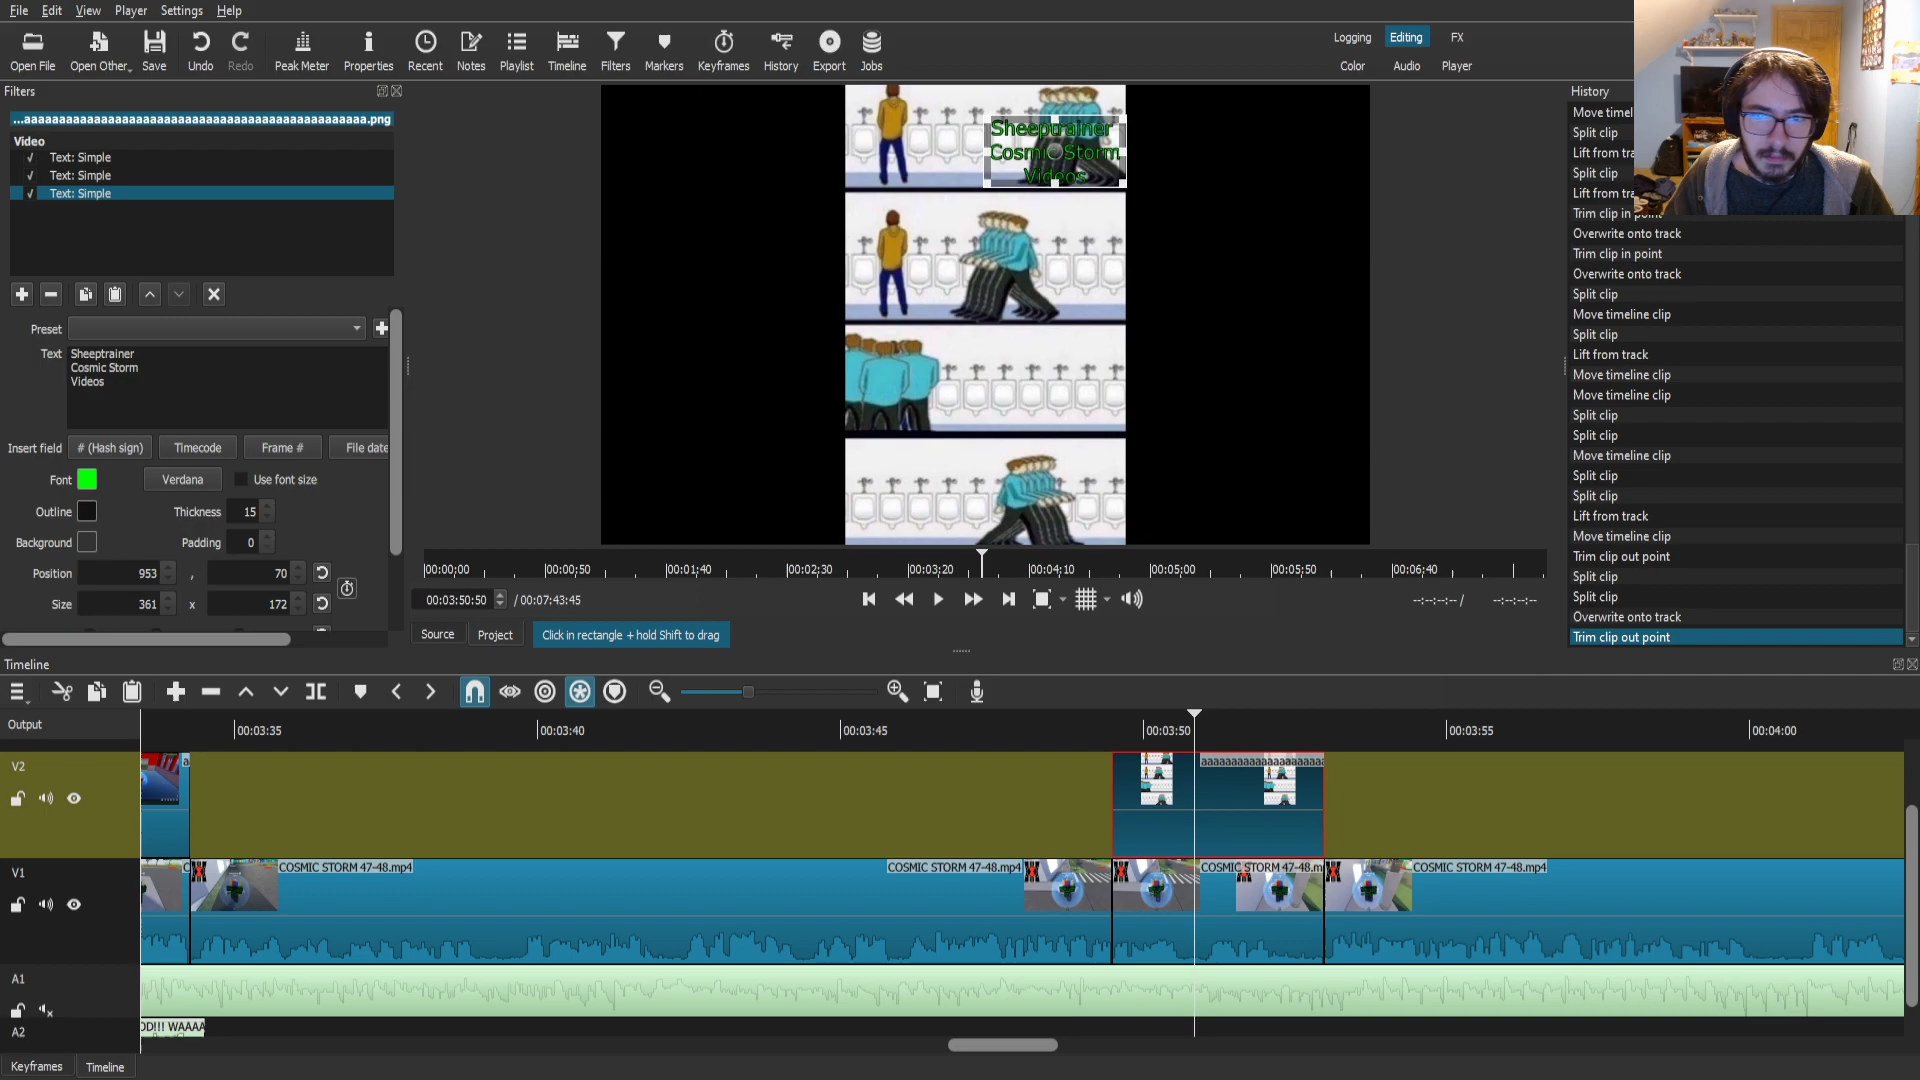 File Edit View Player Settings Help
Open File Open Other Save Undo Redo Peak Meter Properties Recent Notes Playlist Timeline Filters Markers Keyframes History Export Jobs
Logging Editing FX
Color Audio Player
Filters
...aaaaaaaaaaaaaaaaaaaaaaaaaaaaaaaaaaaaaaaaaaaaaaaaa.png
Video
✓ Text: Simple
✓ Text: Simple
✓ Text: Simple
Preset
Text
Sheeptrainer
Cosmic Storm
Videos
Insert field # (Hash sign) Timecode Frame # File date
Font Verdana Use font size
Outline Thickness 15
Background Padding 0
Position 953 , 70
Size 361 x 172
Sheeptrainer
Cosmic Storm
Videos
00:00:00 00:00:50 00:01:40 00:02:30 00:03:20 00:04:10 00:05:00 00:05:50 00:06:40
00:03:50:50 / 00:07:43:45
--:--:--:-- / --:--:--:--
Source Project Click in rectangle + hold Shift to drag
History
Move timel
Split clip
Lift from tra
Split clip
Lift from tra
Trim clip in point
Overwrite onto track
Trim clip in point
Overwrite onto track
Split clip
Move timeline clip
Split clip
Lift from track
Move timeline clip
Move timeline clip
Split clip
Split clip
Move timeline clip
Split clip
Split clip
Lift from track
Move timeline clip
Trim clip out point
Split clip
Split clip
Overwrite onto track
Trim clip out point
Timeline
Output
00:03:35 00:03:40 00:03:45 00:03:50 00:03:55 00:04:00
V2
a
aaaaaaaaaaaaaaaaaaaaa
V1
C COSMIC STORM 47-48.mp4 COSMIC STORM 47-48.mp4 COSMIC STORM 47-48.m COSMIC STORM 47-48.mp4
A1
A2
OD!!! WAAAA
Keyframes Timeline